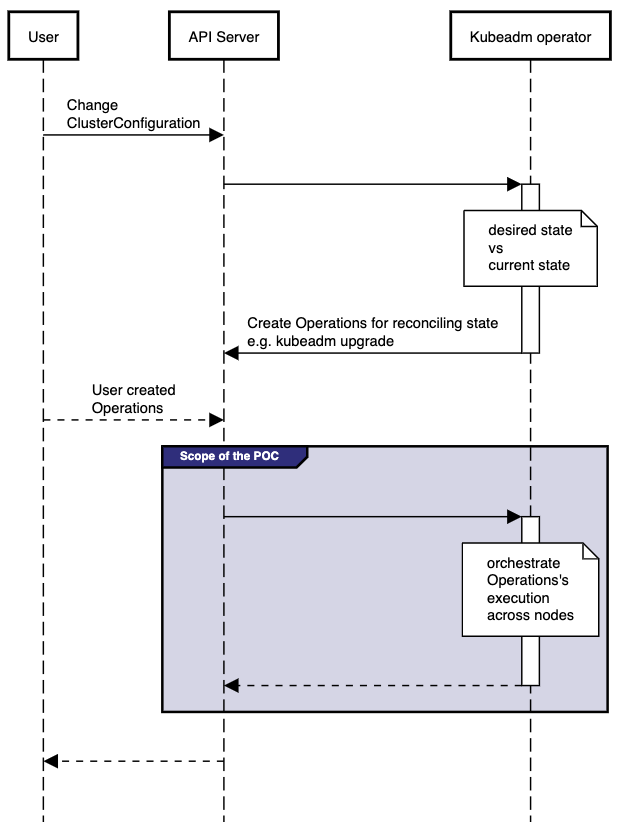 User
API Server
Kubeadm operator
Change
ClusterConfiguration
desired state
vs
current state
Create Operations for reconciling state
e.g. kubeadm upgrade
User created
Operations
Scope of the POC
orchestrate
Operations's
execution
across nodes